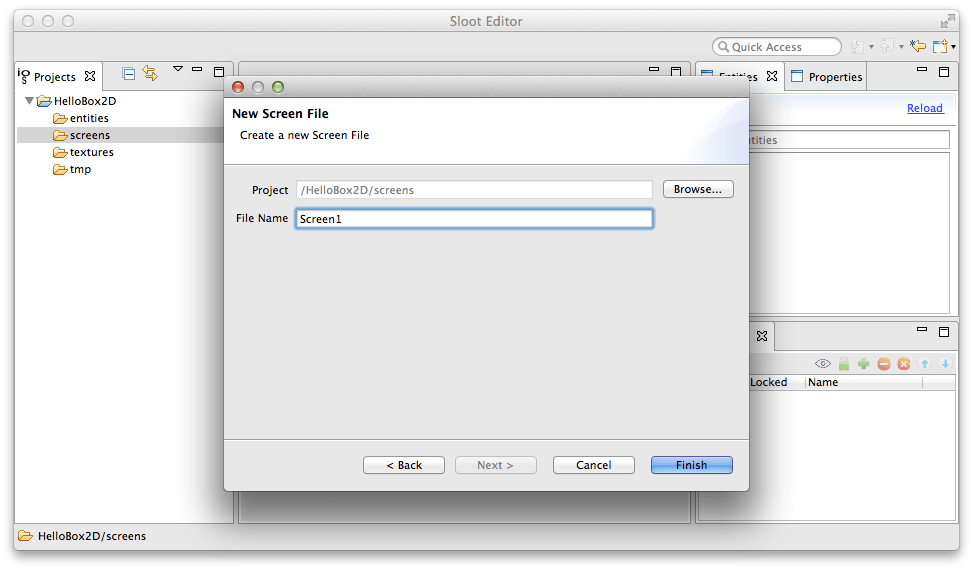 Sloot Editor
Quick Access
Projects
Entities
Properties
HelloBox2D
entities
screens
textures
tmp
Reload
New Screen File
Create a new Screen File
Project
/HelloBox2D/screens
Browse...
File Name
Screen1
Locked
Name
< Back
Next >
Cancel
Finish
HelloBox2D/screens